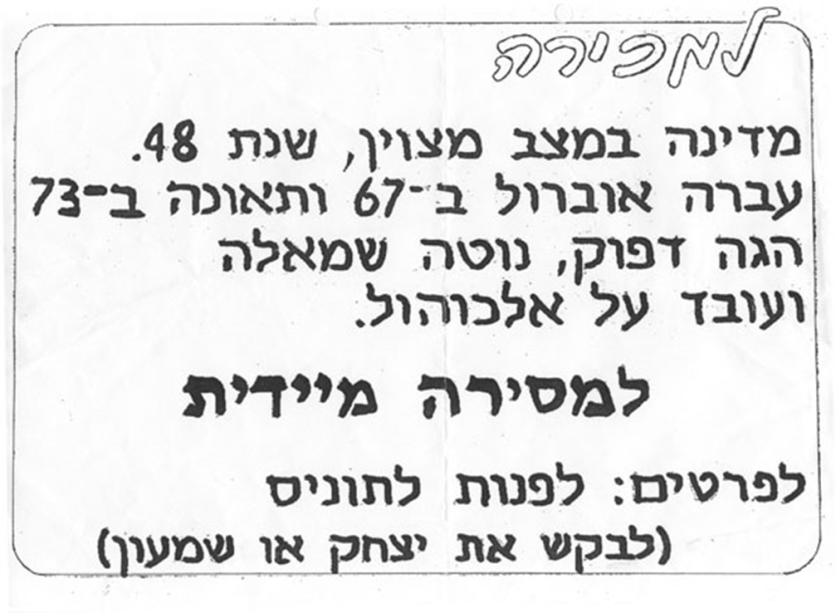 למכירה
מדינה במצב מצוין, שנת 48.
עברה אוברול ב-67 ותאונה ב-73
הגה דפוק, נוטה שמאלה
ועובד על אלכוהול.
למסירה מיידית
לפרטים: לפנות לתוניס
(לבקש את יצחק או שמעון)